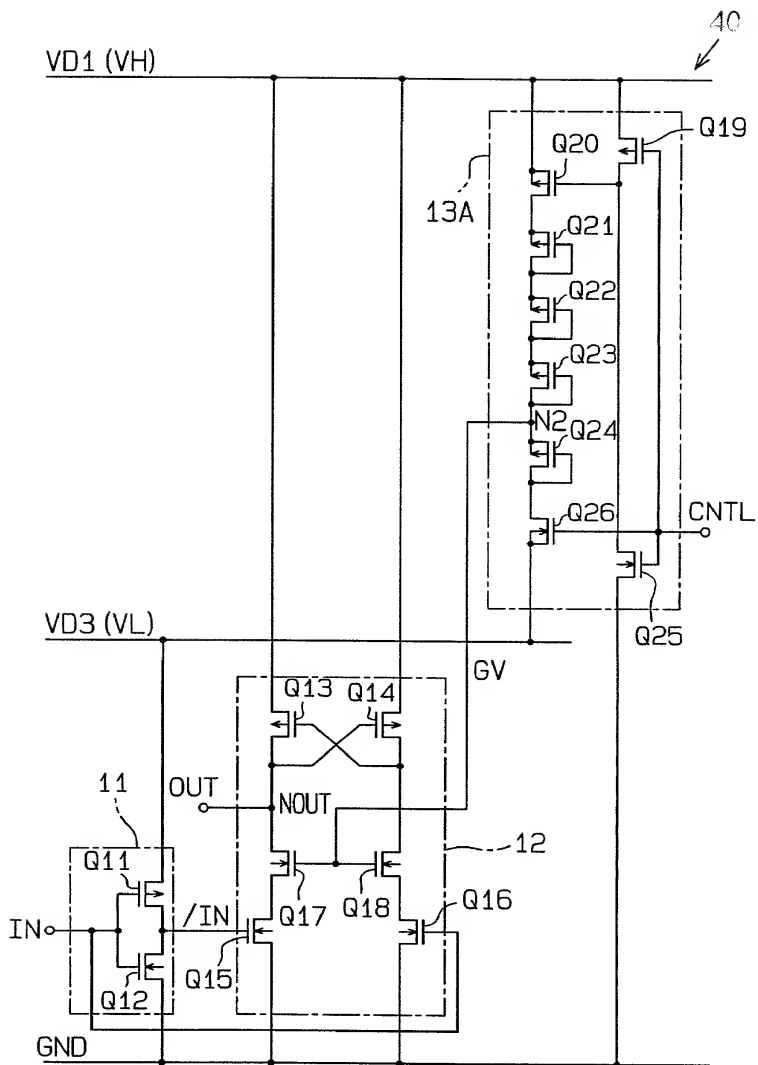 40
VD1 (VH)
Q19
Q20
13A
Q21
Q22
Q23
N2
Q24
Q26
CNTL
Q25
VD3 (VL)
GV
Q13
Q14
OUT
NOUT
11
12
Q11
Q17
Q18
Q16
/IN
IN
Q12
Q15
GND